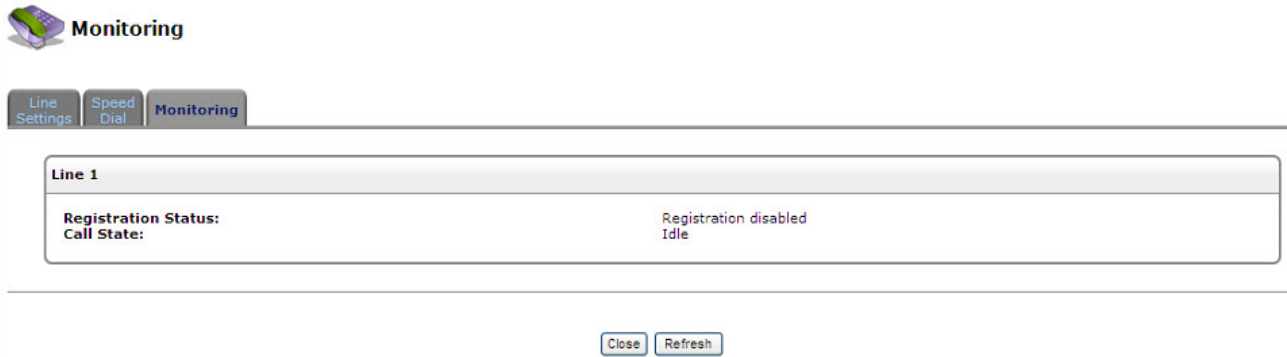 Monitoring
Line Settings
Speed Dial
Monitoring
Line 1
Registration Status: Registration disabled
Call State: Idle
Close Refresh